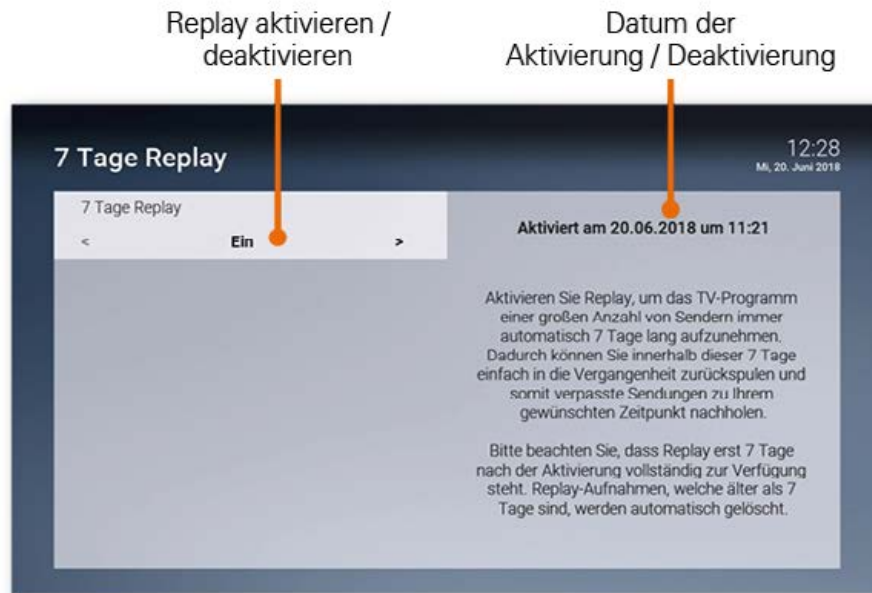 Replay aktivieren /
deaktivieren
Datum der
Aktivierung / Deaktivierung
7 Tage Replay
12:28
Mi, 20. Juni 2018
7 Tage Replay
< Ein >
Aktiviert am 20.06.2018 um 11:21
Aktivieren Sie Replay, um das TV-Programm
einer großen Anzahl von Sendern immer
automatisch 7 Tage lang aufzunehmen.
Dadurch können Sie innerhalb dieser 7 Tage
einfach in die Vergangenheit zurückspulen und
somit verpasste Sendungen zu Ihrem
gewünschten Zeitpunkt nachholen.
Bitte beachten Sie, dass Replay erst 7 Tage
nach der Aktivierung vollständig zur Verfügung
steht. Replay-Aufnahmen, welche älter als 7
Tage sind, werden automatisch gelöscht.